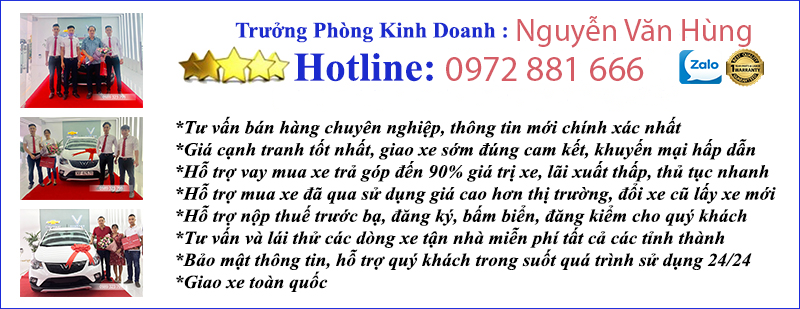 Trưởng Phòng Kinh Doanh : Nguyễn Văn Hùng
Hotline: 0972 881 666
Zalo
WARRANTY
*Tư vấn bán hàng chuyên nghiệp, thông tin mới chính xác nhất
*Giá cạnh tranh tốt nhất, giao xe sớm đúng cam kết, khuyến mại hấp dẫn
*Hỗ trợ vay mua xe trả góp đến 90% giá trị xe, lãi xuất thấp, thủ tục nhanh
*Hỗ trợ mua xe đã qua sử dụng giá cao hơn thị trường, đổi xe cũ lấy xe mới
*Hỗ trợ nộp thuế trước bạ, đăng ký, bấm biển, đăng kiểm cho quý khách
*Tư vấn và lái thử các dòng xe tận nhà miễn phí tất cả các tỉnh thành
*Bảo mật thông tin, hỗ trợ quý khách trong suốt quá trình sử dụng 24/24
*Giao xe toàn quốc